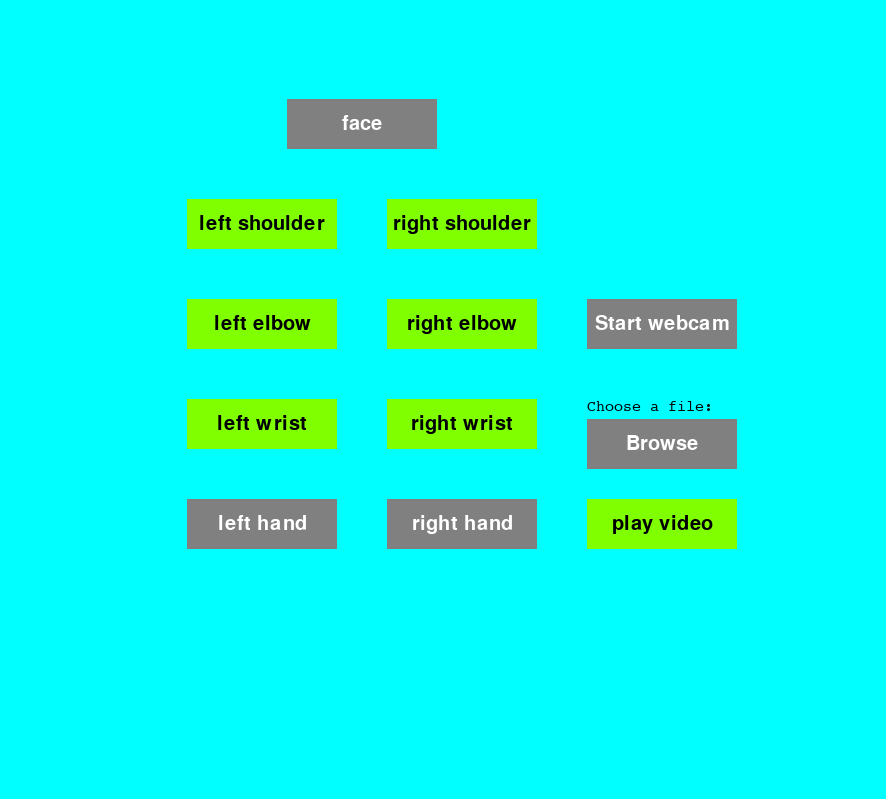 face
left shoulder
right shoulder
left elbow
right elbow
Start webcam
left wrist
right wrist
Choose a file:
Browse
left hand
right hand
play video